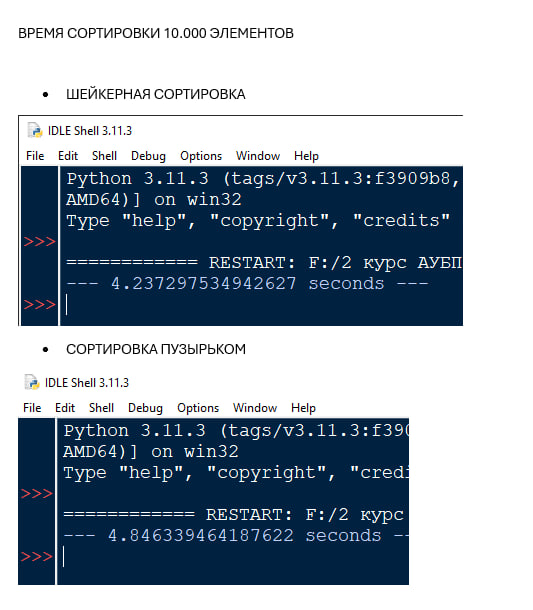 ВРЕМЯ СОРТИРОВКИ 10.000 ЭЛЕМЕНТОВ
• ШЕЙКЕРНАЯ СОРТИРОВКА
IDLE Shell 3.11.3
File Edit Shell Debug Options Window Help
Python 3.11.3 (tags/v3.11.3:f3909b8,
AMD64)] on win32
Type "help", "copyright", "credits"
>>>
============ RESTART: F:/2 курс АУБП
--- 4.237297534942627 seconds ---
>>>
• СОРТИРОВКА ПУЗЫРЬКОМ
IDLE Shell 3.11.3
File Edit Shell Debug Options Window Help
Python 3.11.3 (tags/v3.11.3:f390
AMD64)] on win32
Type "help", "copyright", "credi
>>>
============ RESTART: F:/2 курс
--- 4.846339464187622 seconds --
>>>